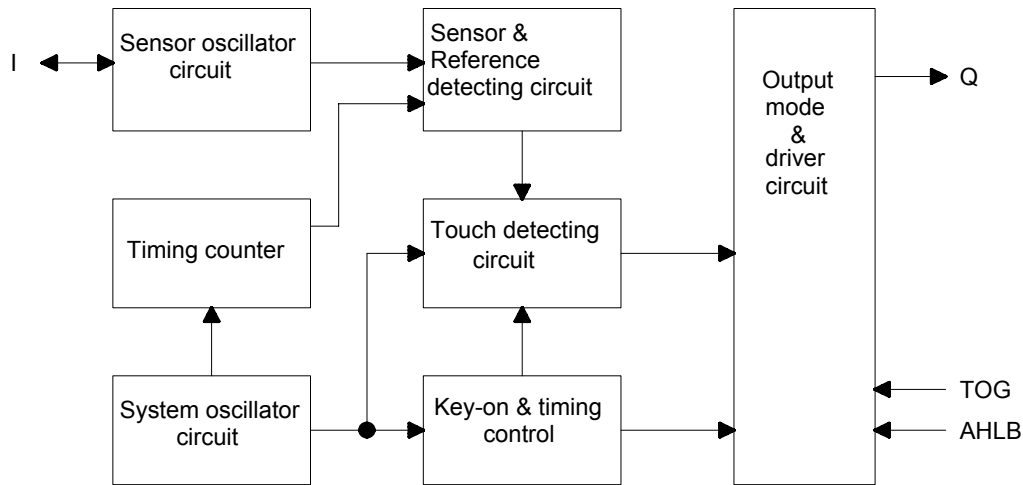 I
Sensor oscillator
circuit
Sensor &
Reference
detecting circuit
Output
mode
&
driver
circuit
Q
Timing counter
Touch detecting
circuit
System oscillator
circuit
Key-on & timing
control
TOG
AHLB